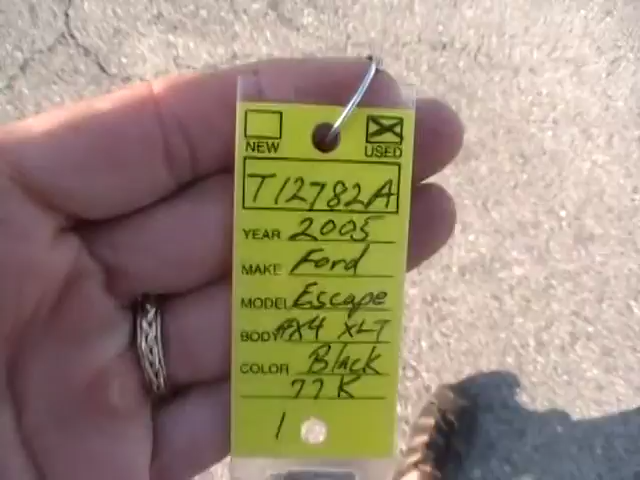 NEW USED
T12782A
YEAR 2005
MAKE Ford
MODEL Escape
BODY 4X4 XLT
COLOR Black
77K
1